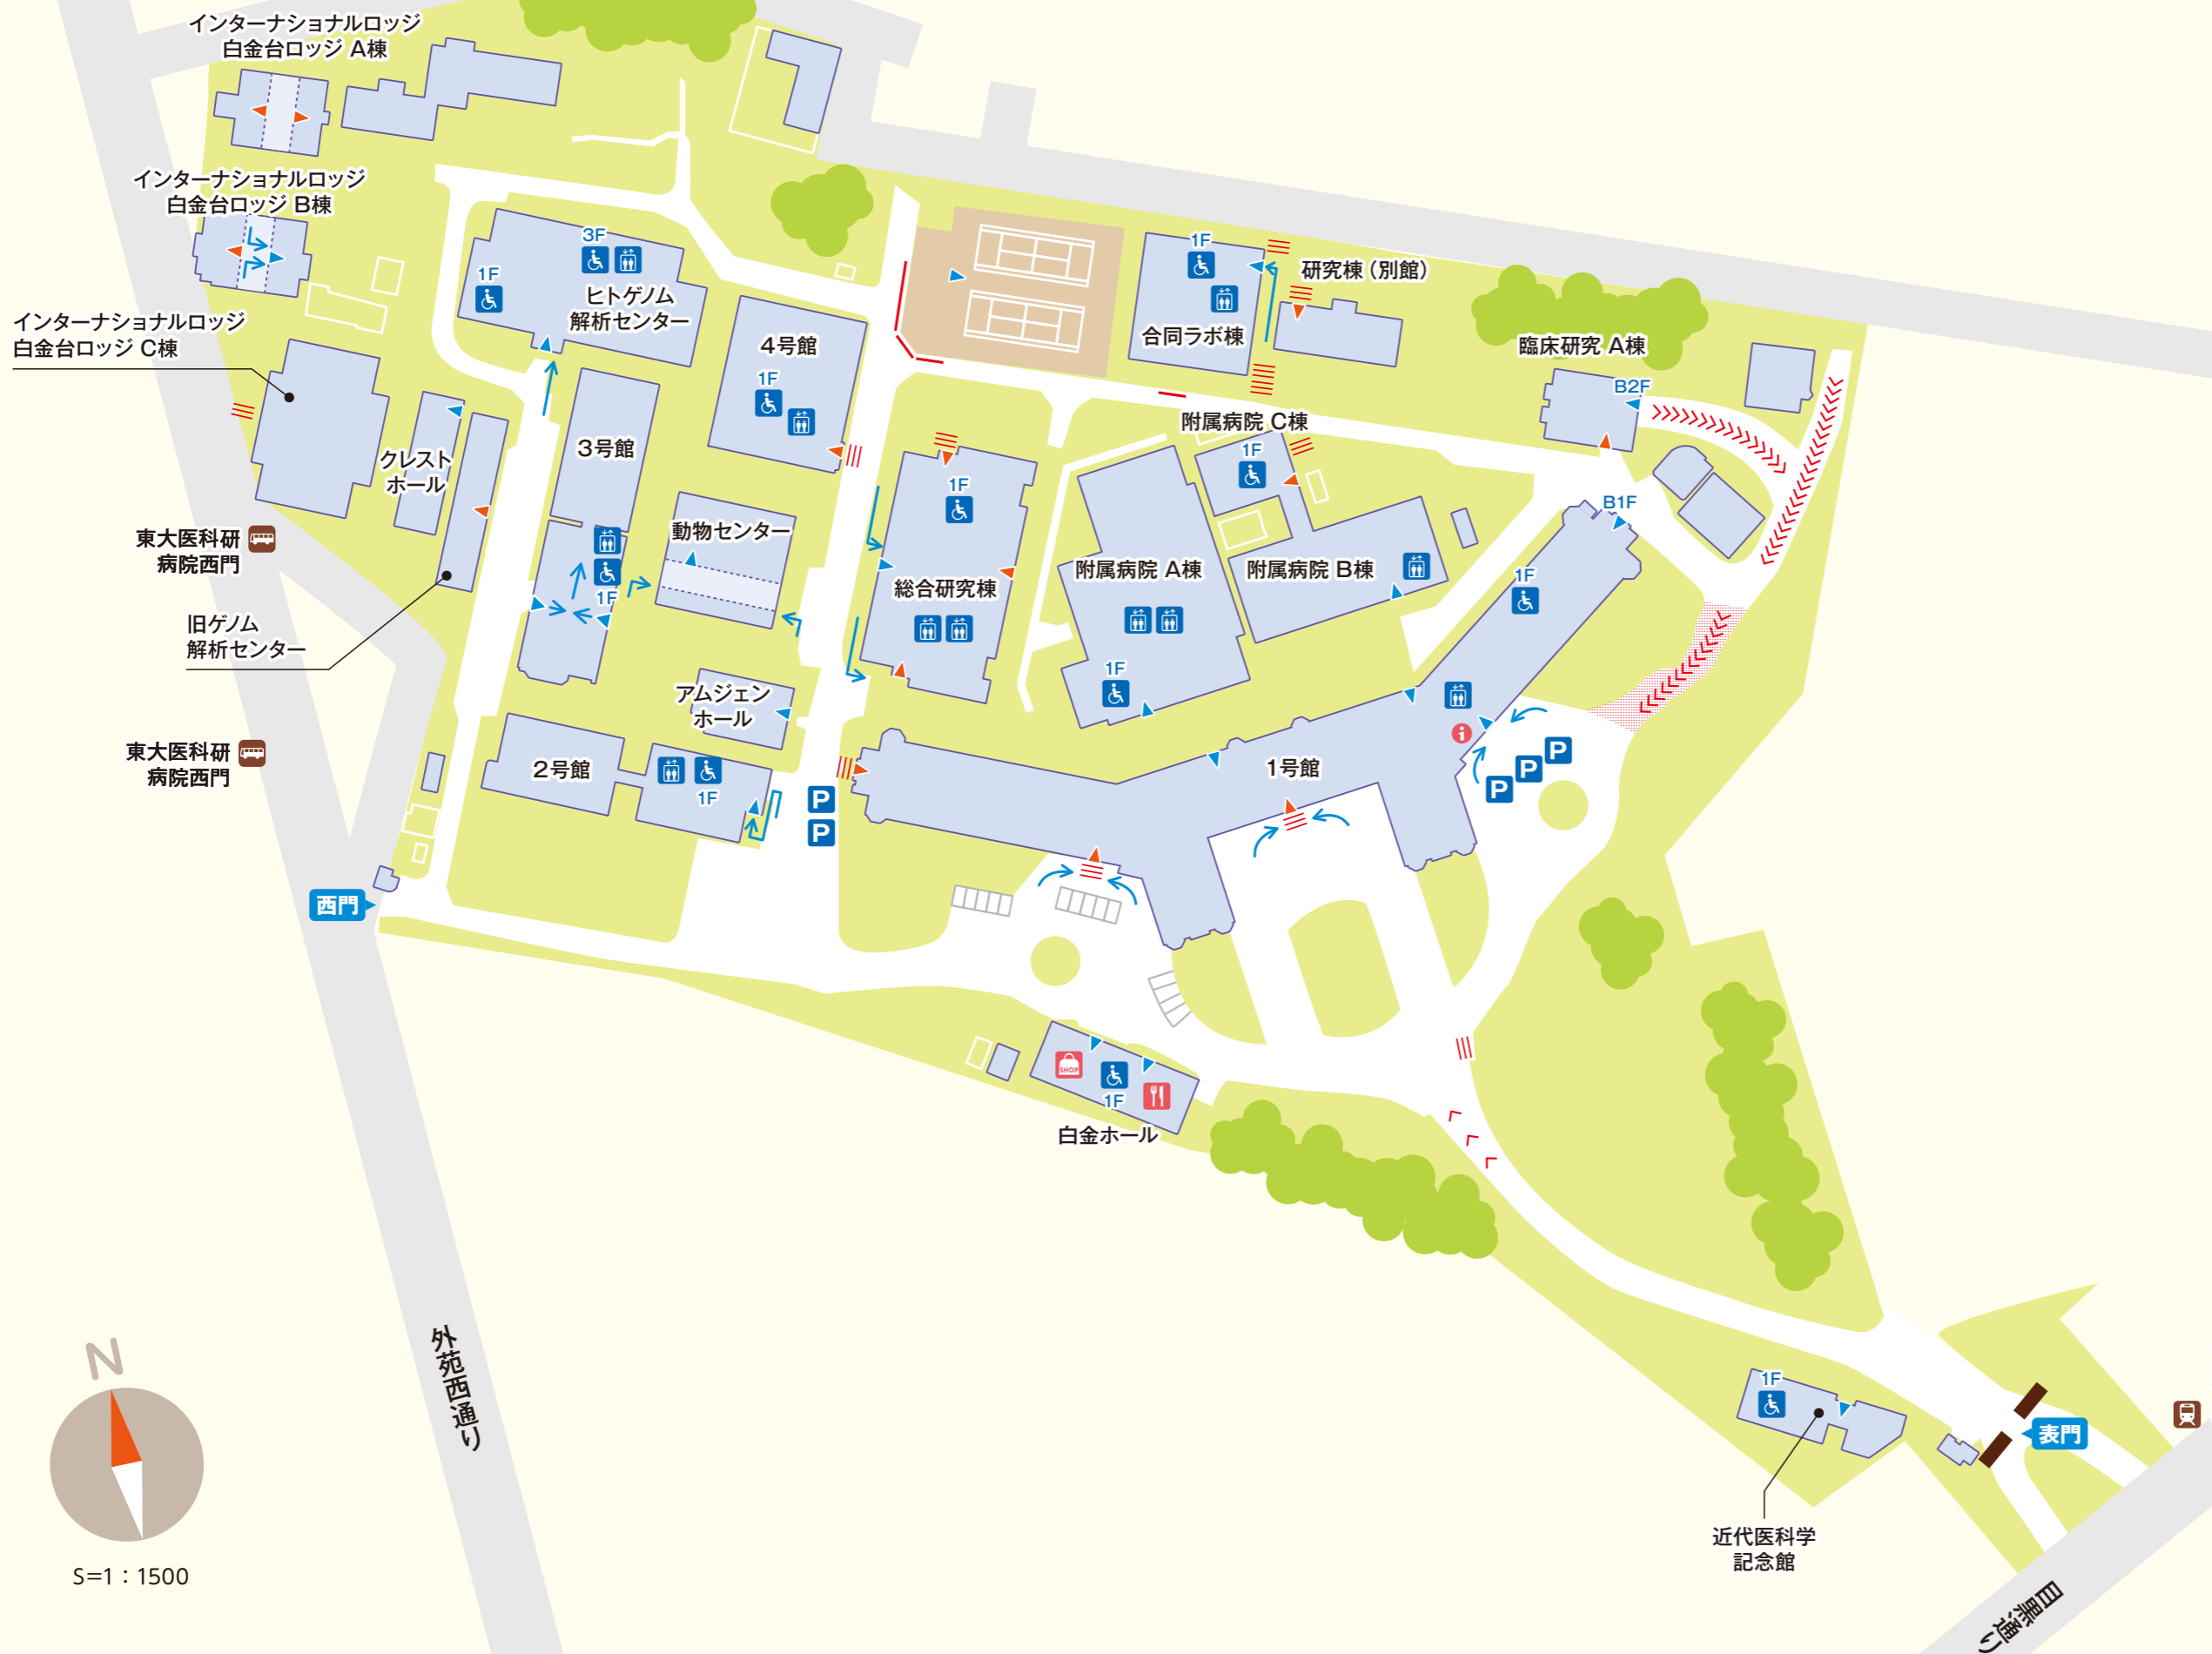 インターナショナルロッジ
白金台ロッジ A棟
インターナショナルロッジ
白金台ロッジ B棟
インターナショナルロッジ
白金台ロッジ C棟
3F
1F
ヒトゲノム
解析センター
4号館
1F
1F
合同ラボ棟
研究棟（別館）
臨床研究 A棟
B2F
クレスト
ホール
3号館
附属病院 C棟
1F
東大医科研
病院西門
動物センター
1F
1F
総合研究棟
附属病院 A棟
附属病院 B棟
B1F
1F
旧ゲノム
解析センター
アムジェン
ホール
1F
東大医科研
病院西門
2号館
1F
P
P
1号館
i
P
P
P
西門
SHOP
1F
白金ホール
外苑西通り
N
S=1：1500
1F
表門
近代医科学
記念館
目黒通り